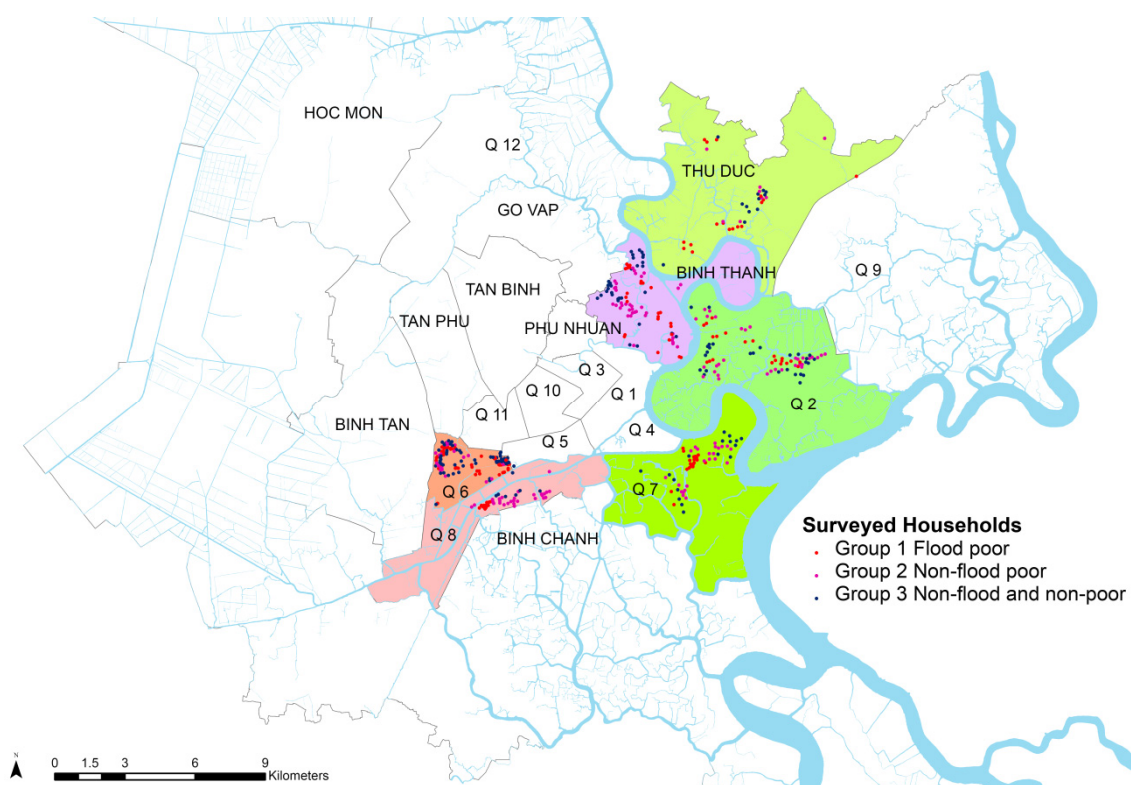 HOC MON
Q 12
THU DUC
GO VAP
BINH THANH
Q 9
TAN BINH
TAN PHU
PHU NHUAN
Q 3
Q 10
Q 1
Q 11
Q 2
BINH TAN
Q 5
Q 4
Q 6
Q 7
Q 8
BINH CHANH
Surveyed Households
Group 1 Flood poor
Group 2 Non-flood poor
Group 3 Non-flood and non-poor
N
0 1.5 3 6 9
Kilometers